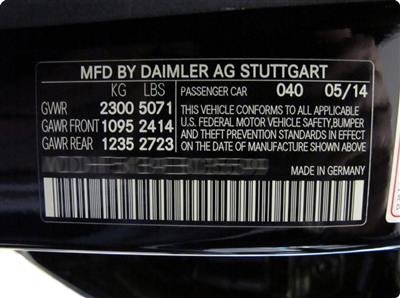 MFD BY DAIMLER AG STUTTGART
KG LBS PASSENGER CAR 040 05/14
GVWR 2300 5071
GAWR FRONT 1095 2414
GAWR REAR 1235 2723
THIS VEHICLE CONFORMS TO ALL APPLICABLE
U.S. FEDERAL MOTOR VEHICLE SAFETY, BUMPER
AND THEFT PREVENTION STANDARDS IN EFFECT
ON THE DATE OF MANUFACTURE SHOWN ABOVE.
MADE IN GERMANY